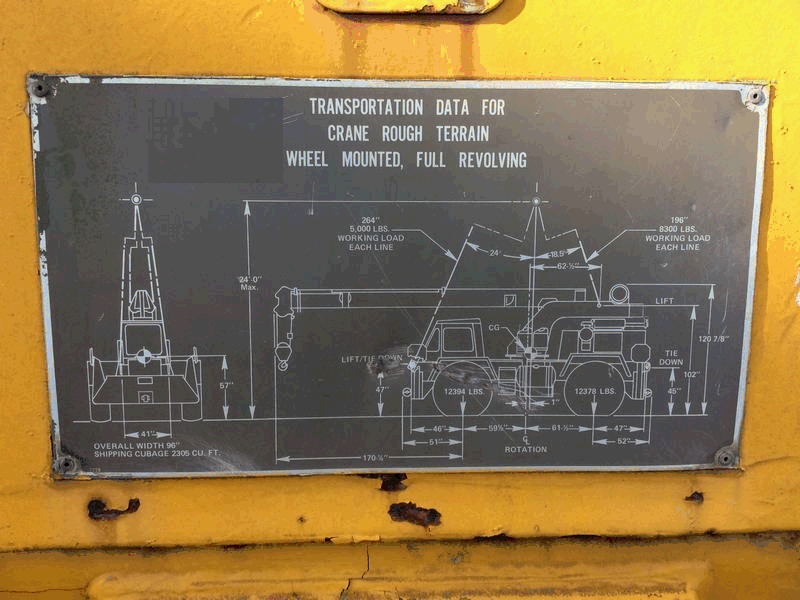 TRANSPORTATION DATA FOR
CRANE ROUGH TERRAIN
WHEEL MOUNTED, FULL REVOLVING
264"
5,000 LBS.
WORKING LOAD
EACH LINE
196"
8300 LBS.
WORKING LOAD
EACH LINE
24'
18.5'
62-½"
24'-0"
Max.
LIFT
CG
120 7/8"
LIFT/TIE DOWN
TIE
DOWN
102"
57"
47"
45"
12394 LBS.
12378 LBS.
1"
41"
46"
59⅝"
61-½"
47"
51"
52"
℄
ROTATION
OVERALL WIDTH 96"
SHIPPING CUBAGE 2305 CU. FT.